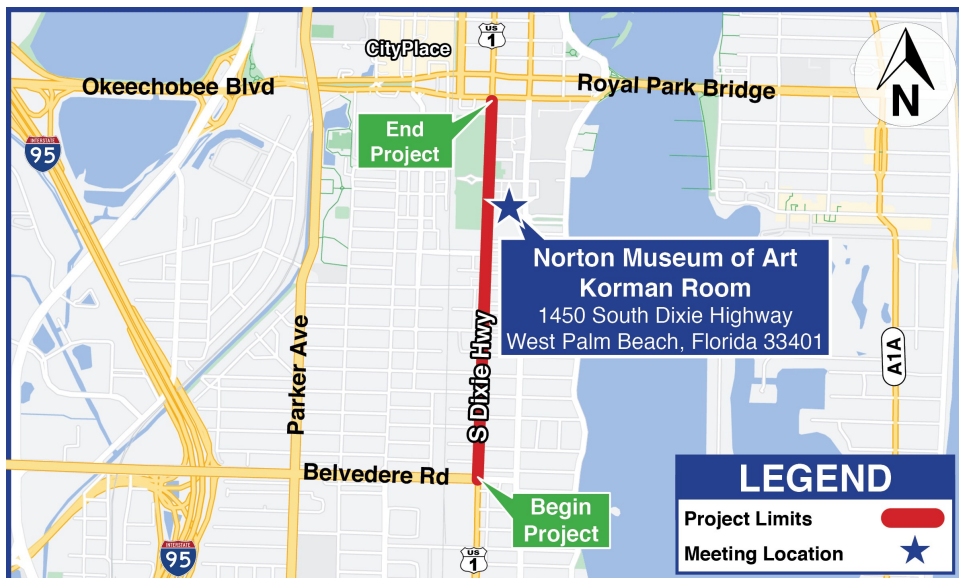 US
1
CityPlace
Okeechobee Blvd
Royal Park Bridge
N
INTERSTATE
95
End
Project
Norton Museum of Art
Korman Room
1450 South Dixie Highway
West Palm Beach, Florida 33401
Parker Ave
S Dixie Hwy
A1A
Belvedere Rd
Begin
Project
INTERSTATE
95
US
1
LEGEND
Project Limits
Meeting Location